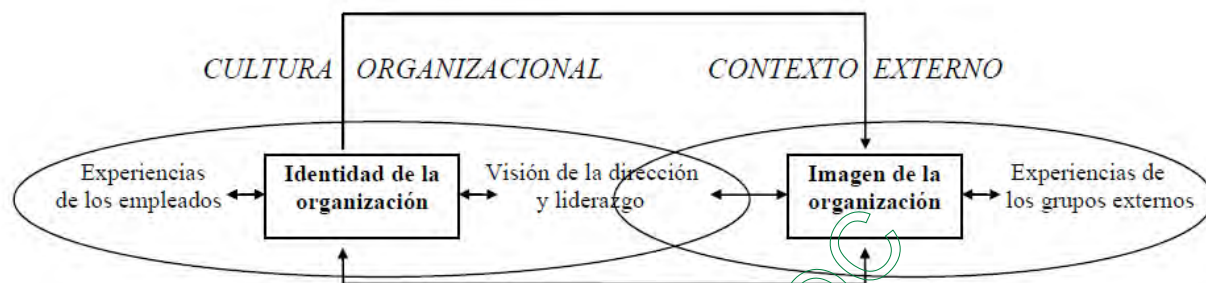 CULTURA ORGANIZACIONAL
CONTEXTO EXTERNO
Experiencias
de los empleados
Identidad de la
organización
Visión de la dirección
y liderazgo
Imagen de la
organización
Experiencias de
los grupos externos